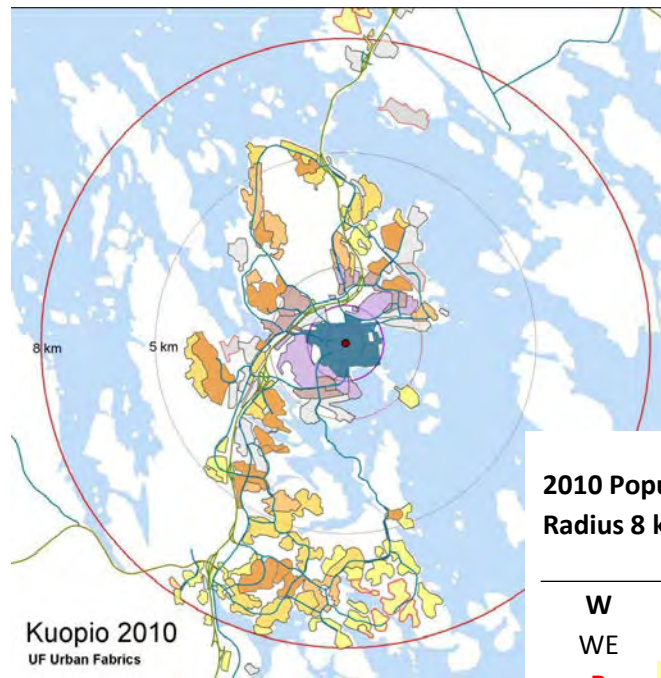 8 km
5 km
2010 Popu
Radius 8 k
W
WE
Kuopio 2010
UF Urban Fabrics